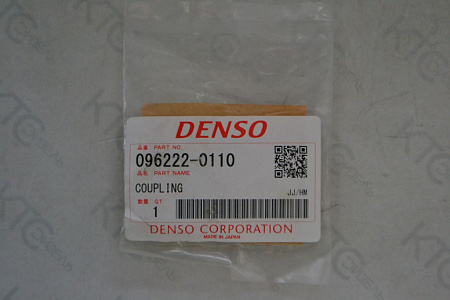 DENSO
品番 PART NO.
096222-0110
品名 PART NAME
COUPLING
JJ/HM
数量 QT
1
DENSO CORPORATION
MADE IN JAPAN
KTC